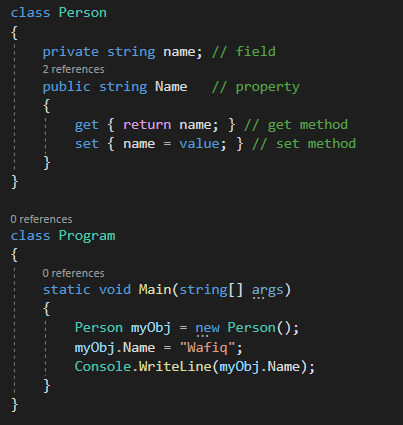 class Person
{
private string name; // field
2 references
public string Name // property
{
get { return name; } // get method
set { name = value; } // set method
}
}
0 references
class Program
{
0 references
static void Main(string[] args)
{
Person myObj = new Person();
myObj.Name = "Wafiq";
Console.WriteLine(myObj.Name);
}
}